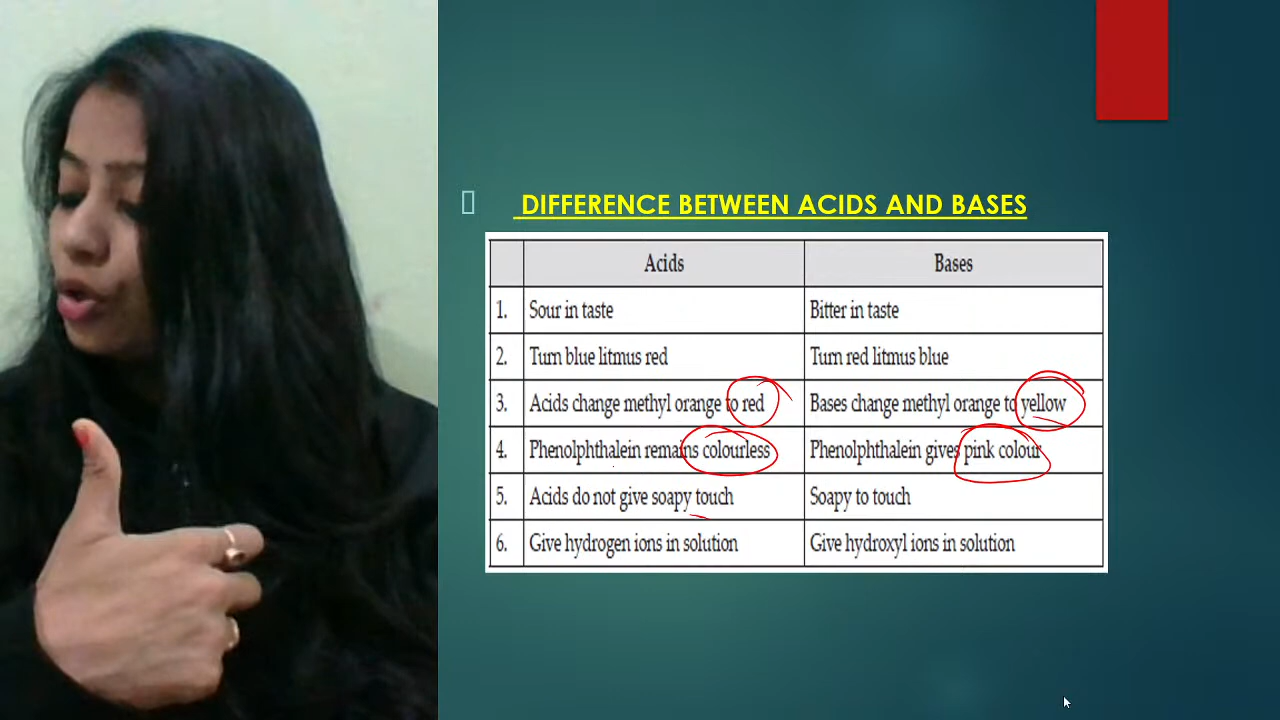 DIFFERENCE BETWEEN ACIDS AND BASES
Acids Bases
1. Sour in taste Bitter in taste
2. Turn blue litmus red Turn red litmus blue
3. Acids change methyl orange to red Bases change methyl orange to yellow
4. Phenolphthalein remains colourless Phenolphthalein gives pink colour
5. Acids do not give soapy touch Soapy to touch
6. Give hydrogen ions in solution Give hydroxyl ions in solution